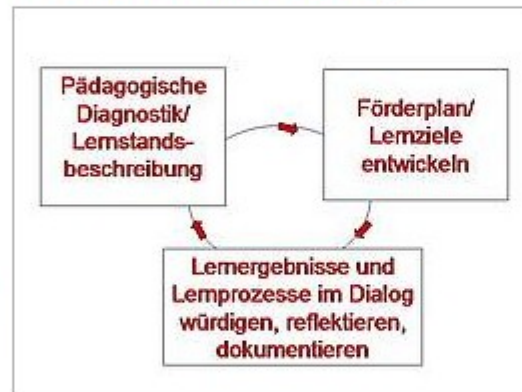 Pädagogische
Diagnostik/
Lernstands-
beschreibung
Förderplan/
Lernziele
entwickeln
Lernergebnisse und
Lernprozesse im Dialog
würdigen, reflektieren,
dokumentieren